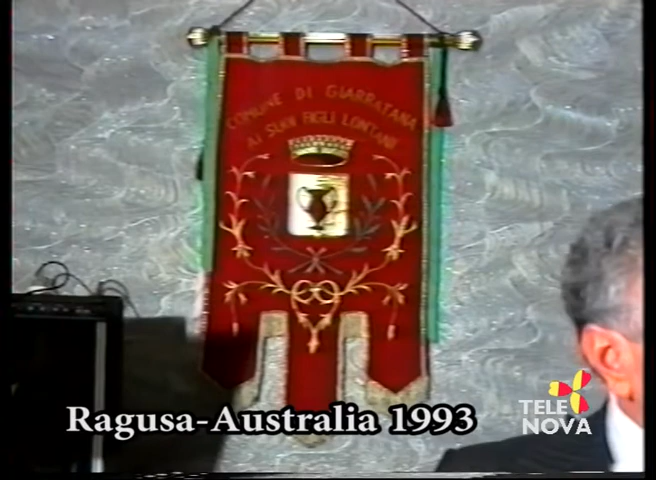 COMUNE DI GIARRATANA
AI SUOI FIGLI LONTANI
Ragusa-Australia 1993
TELE
NOVA